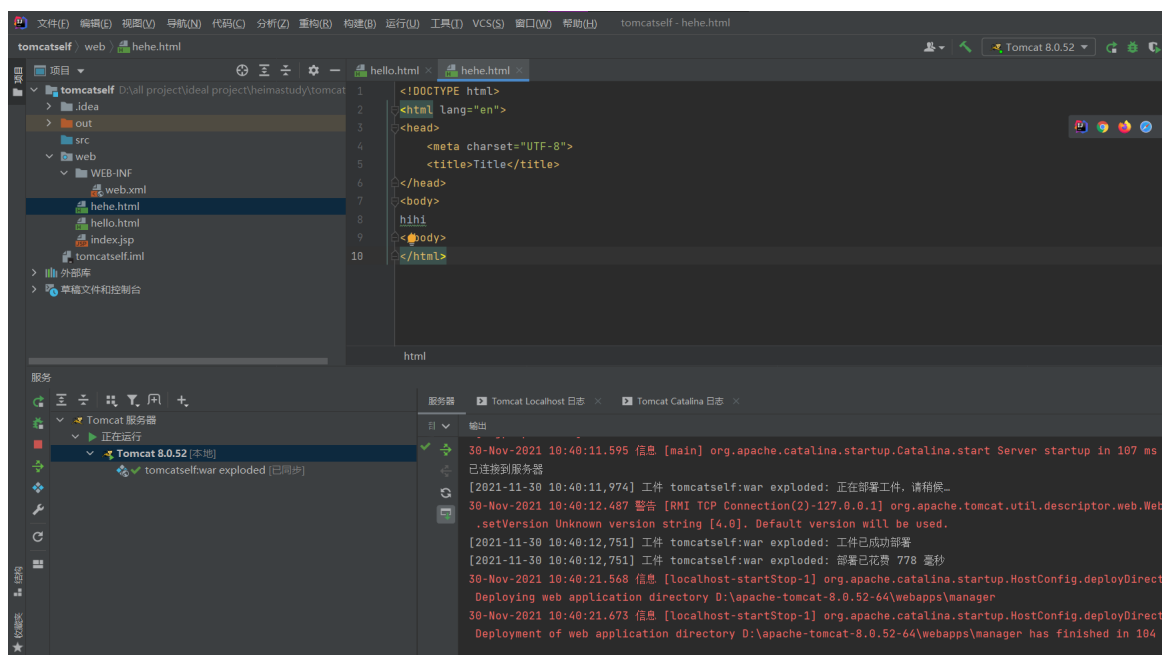 文件(F) 编辑(E) 视图(V) 导航(N) 代码(C) 分析(Z) 重构(R) 构建(B) 运行(U) 工具(T) VCS(S) 窗口(W) 帮助(H) tomcatself - hehe.html
tomcatself 〉 web 〉 hehe.html
Tomcat 8.0.52
项目
项目
hello.html
hehe.html
tomcatself D:\all project\ideal project\heimastudy\tomcat
.idea
out
src
web
WEB-INF
web.xml
hehe.html
hello.html
index.jsp
tomcatself.iml
外部库
草稿文件和控制台
1 <!DOCTYPE html>
2 <html lang="en">
3 <head>
4 <meta charset="UTF-8">
5 <title>Title</title>
6 </head>
7 <body>
8 hihi
9 < body>
10 </html>
html
服务
Tomcat 服务器
正在运行
Tomcat 8.0.52 [本地]
tomcatself:war exploded [已同步]
结构
收藏夹
服务器
Tomcat Localhost 日志
Tomcat Catalina 日志
输出
30-Nov-2021 10:40:11.595 信息 [main] org.apache.catalina.startup.Catalina.start Server startup in 107 ms
已连接到服务器
[2021-11-30 10:40:11,974] 工件 tomcatself:war exploded: 正在部署工件，请稍候…
30-Nov-2021 10:40:12.487 警告 [RMI TCP Connection(2)-127.0.0.1] org.apache.tomcat.util.descriptor.web.Web
.setVersion Unknown version string [4.0]. Default version will be used.
[2021-11-30 10:40:12,751] 工件 tomcatself:war exploded: 工件已成功部署
[2021-11-30 10:40:12,751] 工件 tomcatself:war exploded: 部署已花费 778 毫秒
30-Nov-2021 10:40:21.568 信息 [localhost-startStop-1] org.apache.catalina.startup.HostConfig.deployDirect
Deploying web application directory D:\apache-tomcat-8.0.52-64\webapps\manager
30-Nov-2021 10:40:21.673 信息 [localhost-startStop-1] org.apache.catalina.startup.HostConfig.deployDirect
Deployment of web application directory D:\apache-tomcat-8.0.52-64\webapps\manager has finished in 104